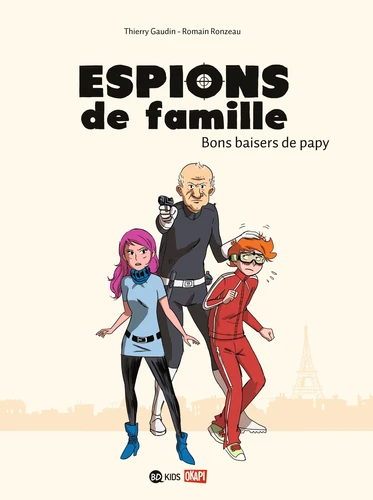 Thierry Gaudin - Romain Ronzeau
ESPIONS
de famille
Bons baisers de papy
BD KIDS OKAPI